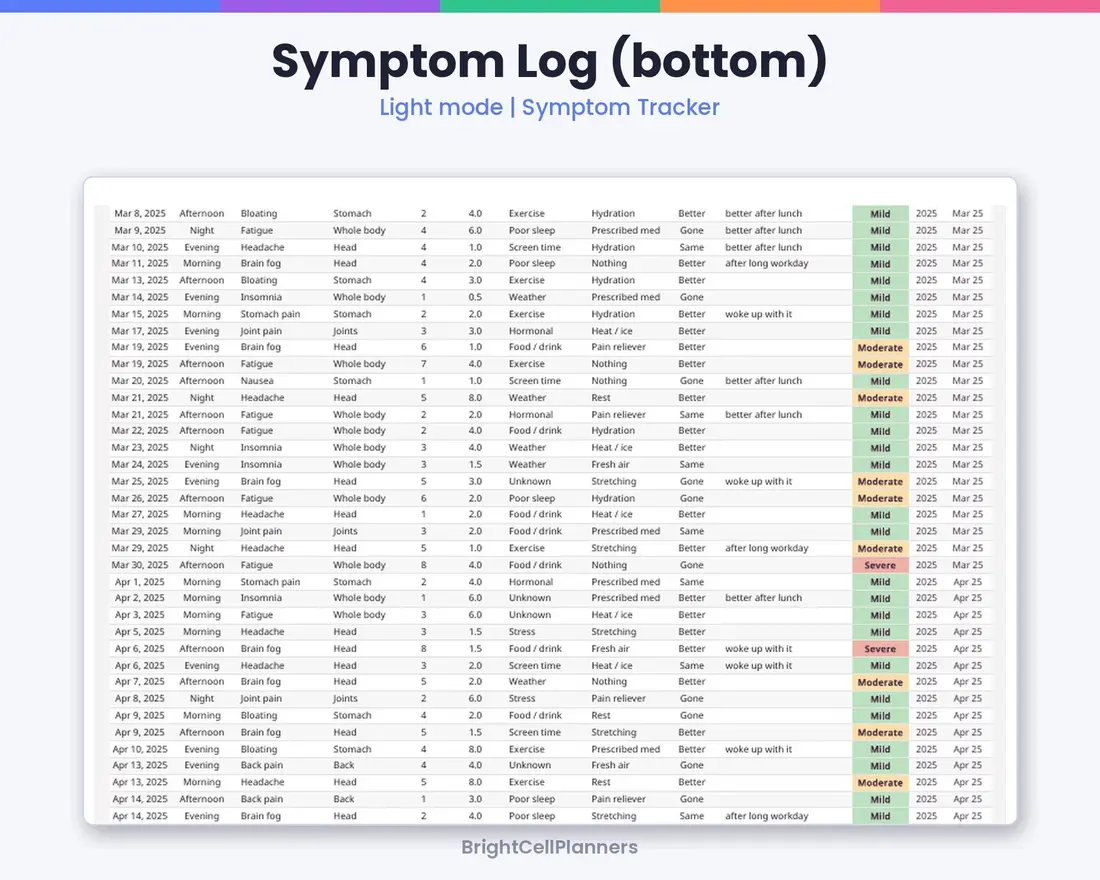 Symptom Log (bottom)
Light mode | Symptom Tracker
Mar 8, 2025 Afternoon Bloating Stomach 2 4.0 Exercise Hydration Better better after lunch Mild 2025 Mar 25
Mar 9, 2025 Night Fatigue Whole body 4 6.0 Poor sleep Prescribed med Gone better after lunch Mild 2025 Mar 25
Mar 10, 2025 Evening Headache Head 4 1.0 Screen time Hydration Same better after lunch Mild 2025 Mar 25
Mar 11, 2025 Morning Brain fog Head 4 2.0 Poor sleep Nothing Better after long workday Mild 2025 Mar 25
Mar 13, 2025 Afternoon Bloating Stomach 4 3.0 Exercise Hydration Better Mild 2025 Mar 25
Mar 14, 2025 Evening Insomnia Whole body 1 0.5 Weather Prescribed med Gone Mild 2025 Mar 25
Mar 15, 2025 Morning Stomach pain Stomach 2 2.0 Exercise Hydration Better woke up with it Mild 2025 Mar 25
Mar 17, 2025 Evening Joint pain Joints 3 3.0 Hormonal Heat / ice Better Mild 2025 Mar 25
Mar 19, 2025 Evening Brain fog Head 6 1.0 Food / drink Pain reliever Better Moderate 2025 Mar 25
Mar 19, 2025 Afternoon Fatigue Whole body 7 4.0 Exercise Nothing Better Moderate 2025 Mar 25
Mar 20, 2025 Afternoon Nausea Stomach 1 1.0 Screen time Nothing Gone better after lunch Mild 2025 Mar 25
Mar 21, 2025 Night Headache Head 5 8.0 Weather Rest Better Moderate 2025 Mar 25
Mar 21, 2025 Afternoon Fatigue Whole body 2 2.0 Hormonal Pain reliever Same better after lunch Mild 2025 Mar 25
Mar 22, 2025 Afternoon Fatigue Whole body 2 4.0 Food / drink Hydration Better Mild 2025 Mar 25
Mar 23, 2025 Night Insomnia Whole body 3 4.0 Weather Heat / ice Better Mild 2025 Mar 25
Mar 24, 2025 Evening Insomnia Whole body 3 1.5 Weather Fresh air Same Mild 2025 Mar 25
Mar 25, 2025 Evening Brain fog Head 5 3.0 Unknown Stretching Gone woke up with it Moderate 2025 Mar 25
Mar 26, 2025 Afternoon Fatigue Whole body 6 2.0 Poor sleep Hydration Gone Moderate 2025 Mar 25
Mar 27, 2025 Morning Headache Head 1 2.0 Food / drink Heat / ice Better Mild 2025 Mar 25
Mar 29, 2025 Morning Joint pain Joints 3 2.0 Food / drink Prescribed med Same Mild 2025 Mar 25
Mar 29, 2025 Night Headache Head 5 1.0 Exercise Stretching Better after long workday Moderate 2025 Mar 25
Mar 30, 2025 Afternoon Fatigue Whole body 8 4.0 Food / drink Nothing Gone Severe 2025 Mar 25
Apr 1, 2025 Morning Stomach pain Stomach 2 4.0 Hormonal Prescribed med Same Mild 2025 Apr 25
Apr 2, 2025 Morning Insomnia Whole body 1 6.0 Unknown Prescribed med Better better after lunch Mild 2025 Apr 25
Apr 3, 2025 Morning Fatigue Whole body 3 6.0 Unknown Heat / ice Better Mild 2025 Apr 25
Apr 5, 2025 Morning Headache Head 3 1.5 Stress Stretching Better Mild 2025 Apr 25
Apr 6, 2025 Afternoon Brain fog Head 8 1.5 Food / drink Fresh air Better woke up with it Severe 2025 Apr 25
Apr 6, 2025 Evening Headache Head 3 2.0 Screen time Heat / ice Same woke up with it Mild 2025 Apr 25
Apr 7, 2025 Afternoon Brain fog Head 5 2.0 Weather Nothing Better Moderate 2025 Apr 25
Apr 8, 2025 Night Joint pain Joints 2 6.0 Stress Pain reliever Gone Mild 2025 Apr 25
Apr 9, 2025 Morning Bloating Stomach 4 2.0 Food / drink Rest Gone Mild 2025 Apr 25
Apr 9, 2025 Afternoon Brain fog Head 5 1.5 Screen time Stretching Better Moderate 2025 Apr 25
Apr 10, 2025 Evening Bloating Stomach 4 8.0 Exercise Prescribed med Better woke up with it Mild 2025 Apr 25
Apr 13, 2025 Evening Back pain Back 4 4.0 Unknown Fresh air Gone Mild 2025 Apr 25
Apr 13, 2025 Morning Headache Head 5 8.0 Exercise Rest Better Moderate 2025 Apr 25
Apr 14, 2025 Afternoon Back pain Back 1 3.0 Poor sleep Pain reliever Gone Mild 2025 Apr 25
Apr 14, 2025 Evening Brain fog Head 2 4.0 Poor sleep Stretching Same after long workday Mild 2025 Apr 25
BrightCellPlanners